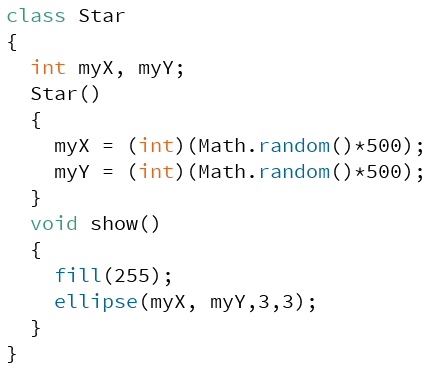 class Star
{
  int myX, myY;
  Star()
  {
    myX = (int)(Math.random()*500);
    myY = (int)(Math.random()*500);
  }
  void show()
  {
    fill(255);
    ellipse(myX, myY,3,3);
  }
}